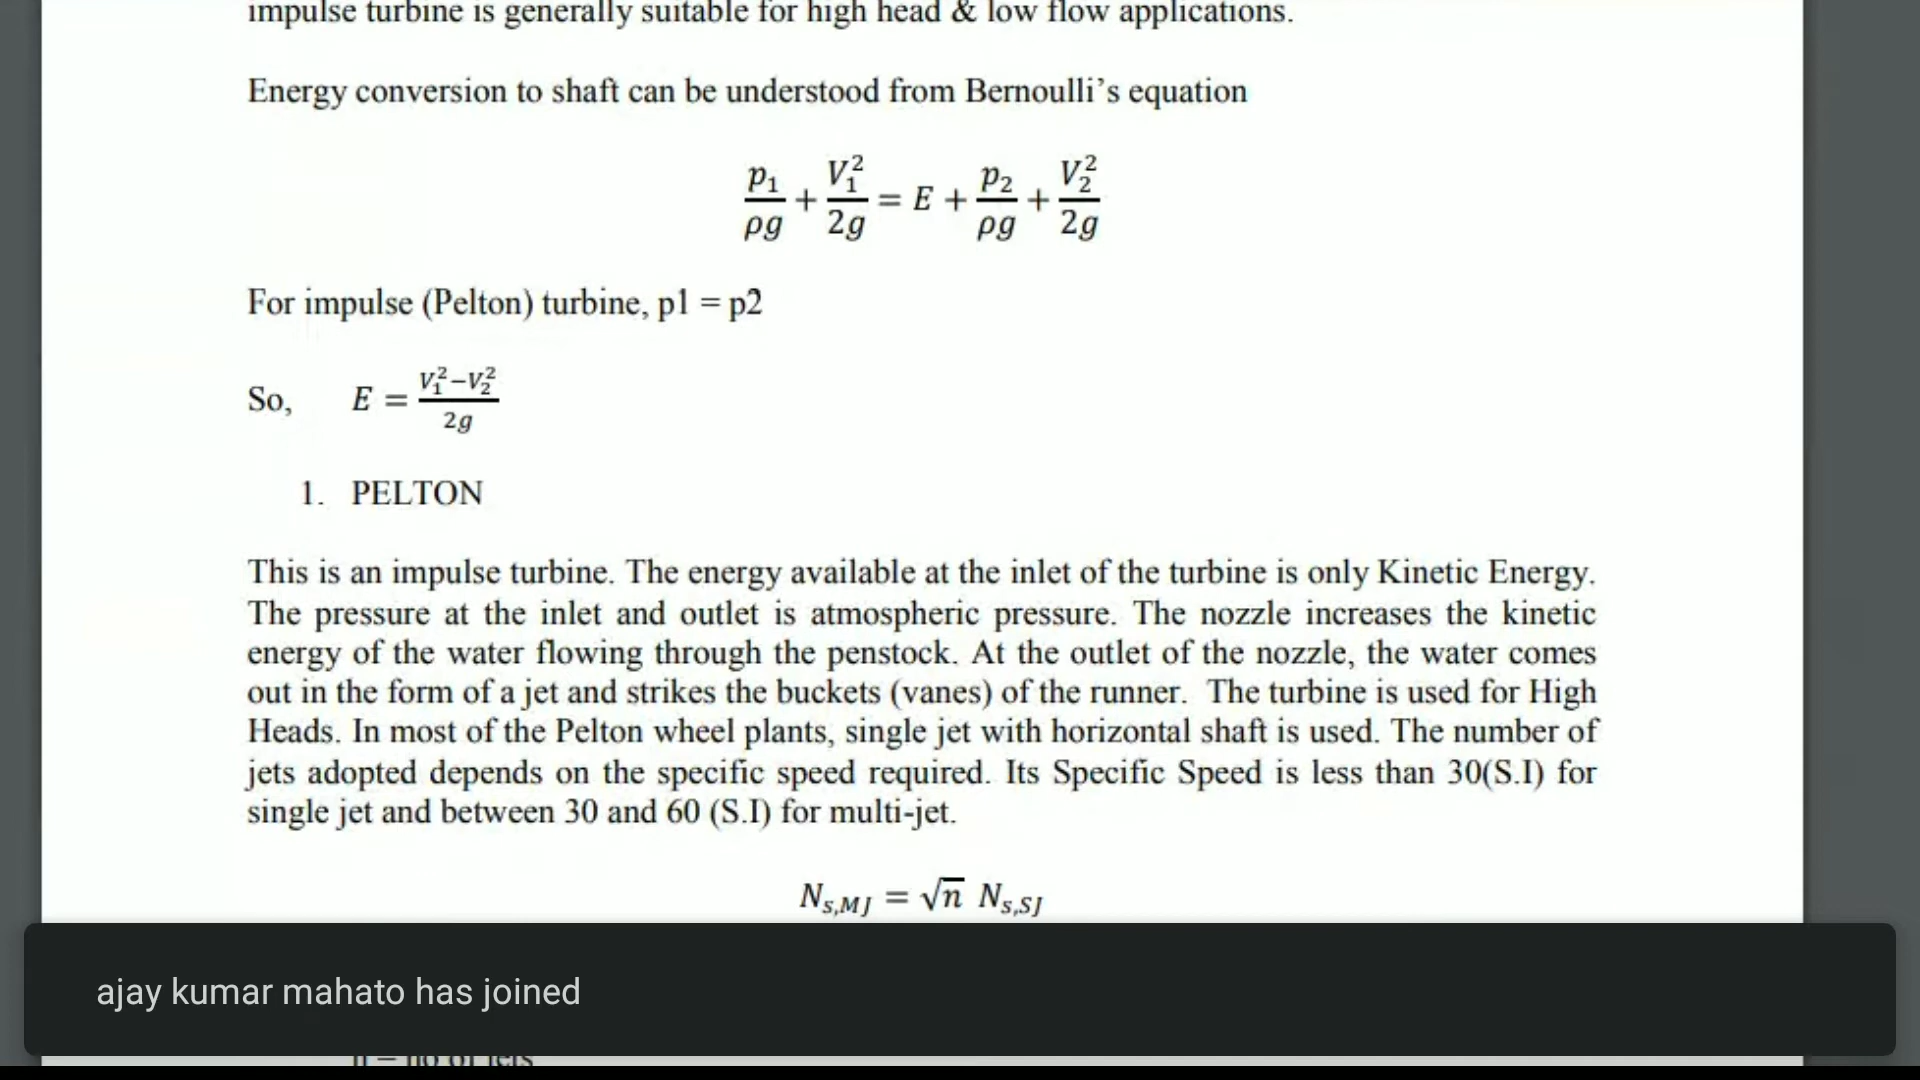 impulse turbine is generally suitable for high head & low flow applications.
Energy conversion to shaft can be understood from Bernoulli’s equation
p₁/ρg + V₁²/2g = E + p₂/ρg + V₂²/2g
For impulse (Pelton) turbine, p1 = p2
So, E = V₁²−V₂²/2g
1. PELTON
This is an impulse turbine. The energy available at the inlet of the turbine is only Kinetic Energy.
The pressure at the inlet and outlet is atmospheric pressure. The nozzle increases the kinetic
energy of the water flowing through the penstock. At the outlet of the nozzle, the water comes
out in the form of a jet and strikes the buckets (vanes) of the runner. The turbine is used for High
Heads. In most of the Pelton wheel plants, single jet with horizontal shaft is used. The number of
jets adopted depends on the specific speed required. Its Specific Speed is less than 30(S.I) for
single jet and between 30 and 60 (S.I) for multi-jet.
Nₛ,MJ = √n Nₛ,SJ
ajay kumar mahato has joined
n = no of jets